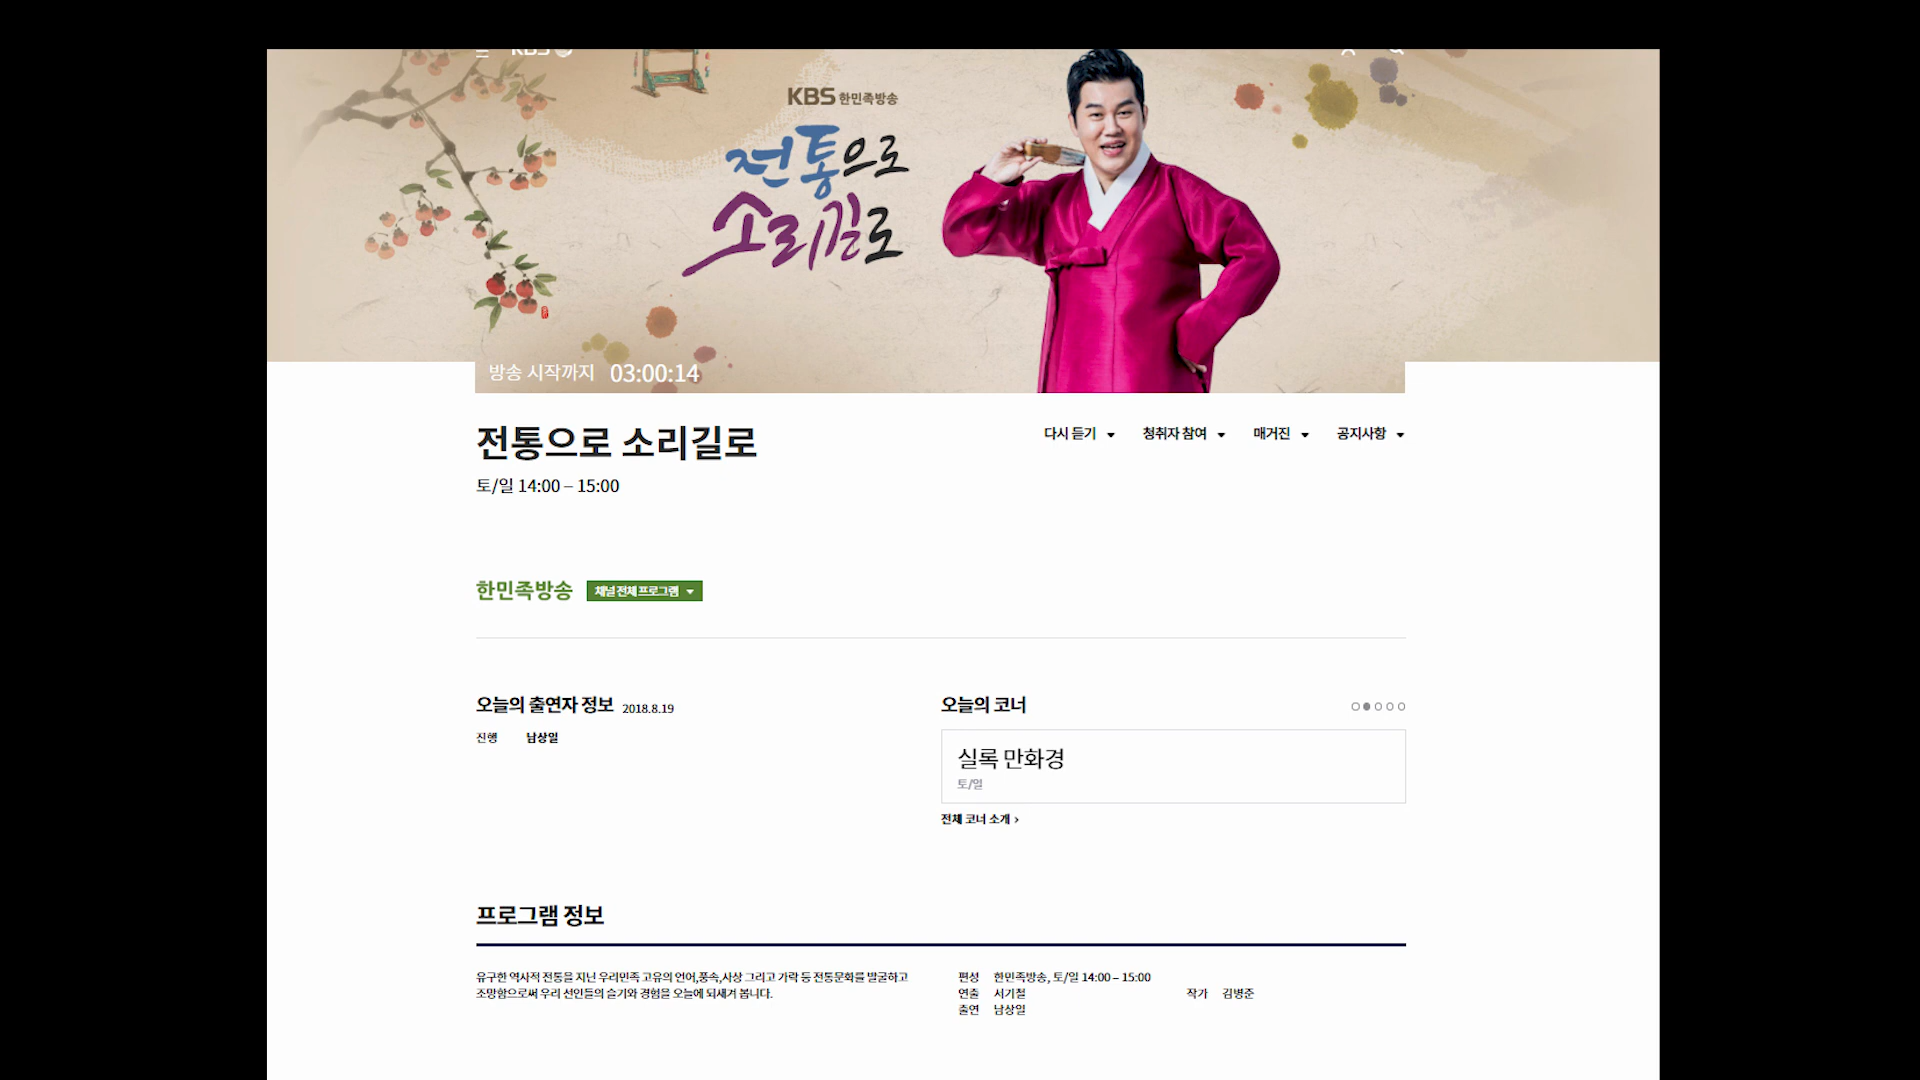 KBS 한민족방송
전통으로
소리길로
방송 시작까지 03:00:14
전통으로 소리길로
토/일 14:00 – 15:00
다시 듣기 청취자 참여 매거진 공지사항
한민족방송 채널 전체 프로그램
오늘의 출연자 정보 2018.8.19
진행 남상일
오늘의 코너
실록 만화경
토/일
전체 코너 소개 ›
프로그램 정보
유구한 역사적 전통을 지닌 우리민족 고유의 언어,풍속,사상 그리고 가락 등 전통문화를 발굴하고
조망함으로써 우리 선인들의 슬기와 경험을 오늘에 되새겨 봅니다.
편성 한민족방송, 토/일 14:00 – 15:00
연출 서기철 작가 김병준
출연 남상일